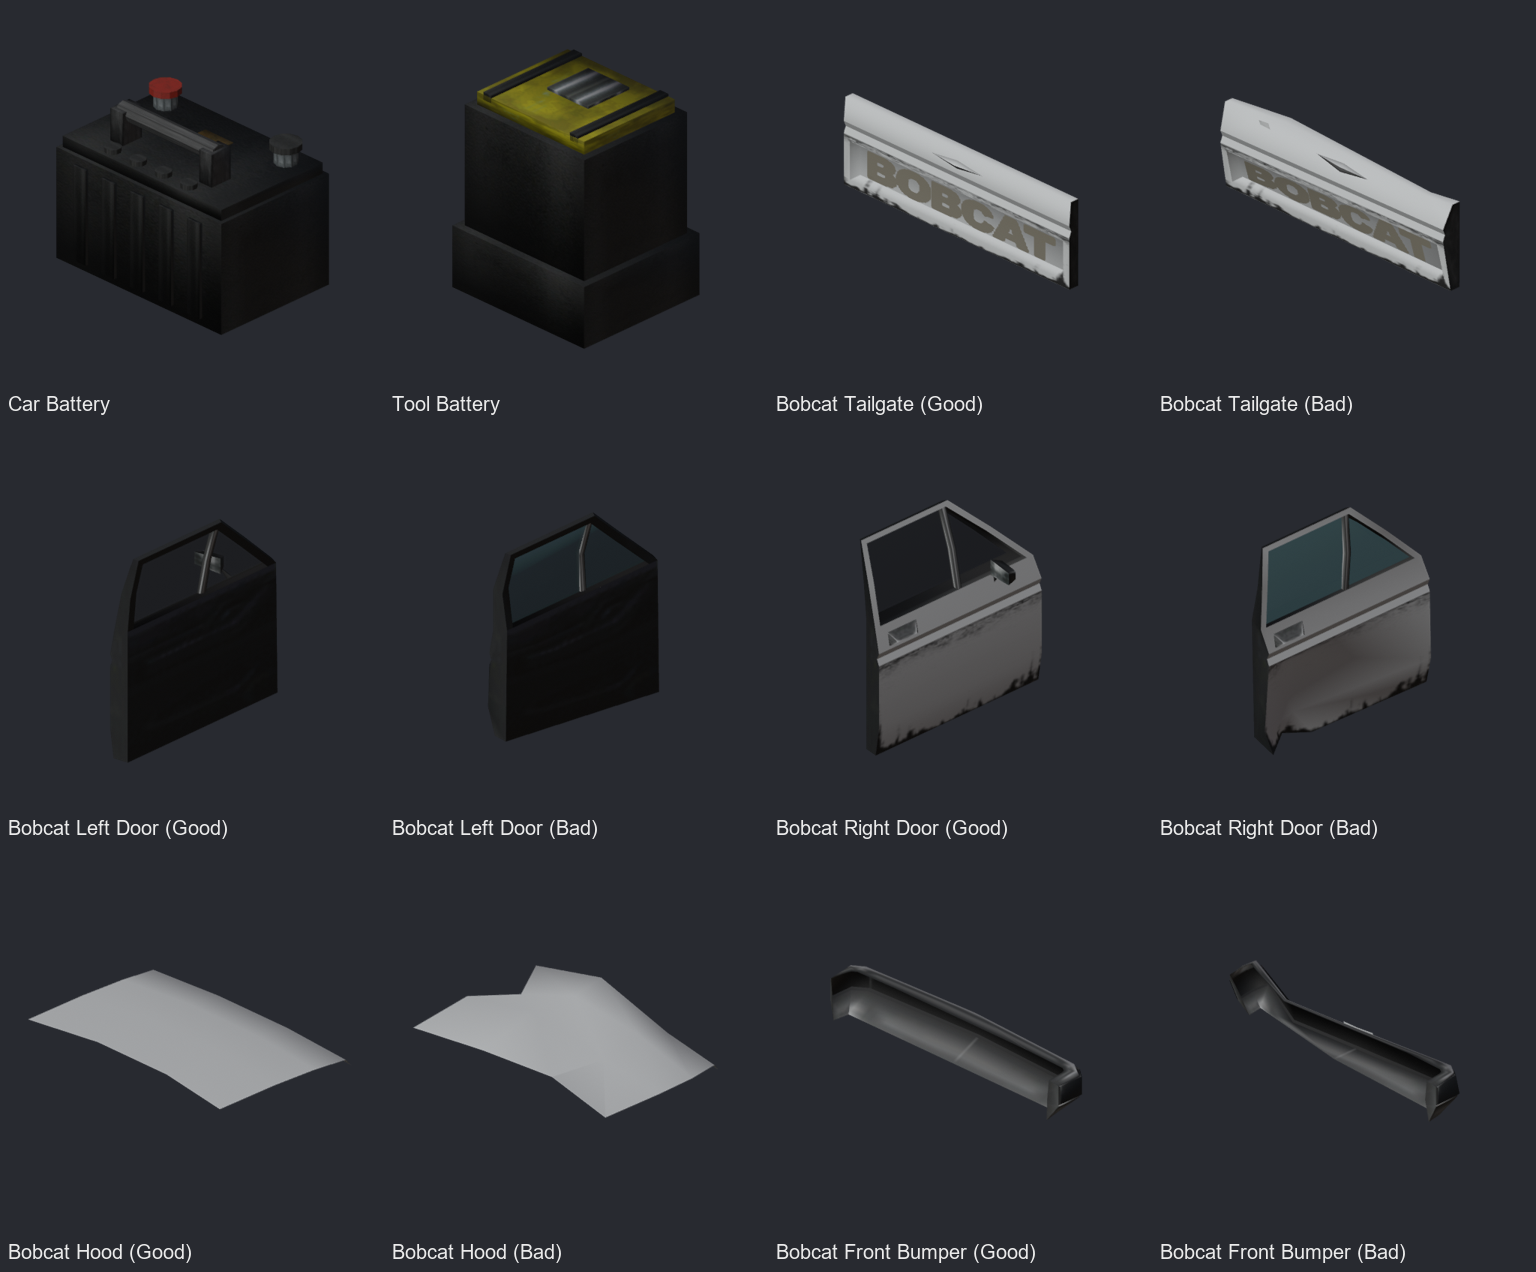 BOBCAT
BOBCAT
Car Battery
Tool Battery
Bobcat Tailgate (Good)
Bobcat Tailgate (Bad)
Bobcat Left Door (Good)
Bobcat Left Door (Bad)
Bobcat Right Door (Good)
Bobcat Right Door (Bad)
Bobcat Hood (Good)
Bobcat Hood (Bad)
Bobcat Front Bumper (Good)
Bobcat Front Bumper (Bad)